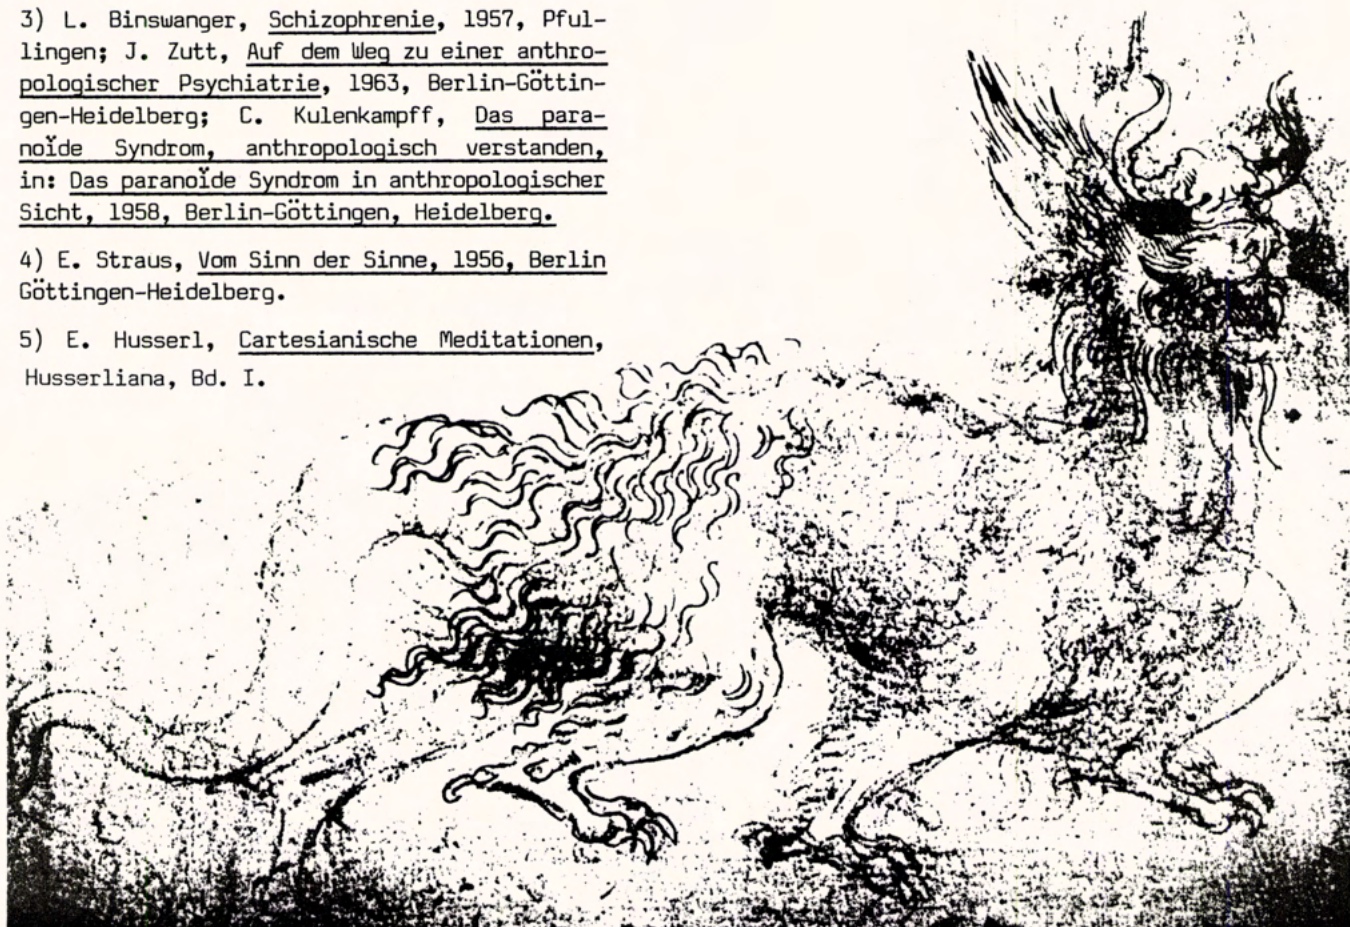 3) L. Binswanger, Schizophrenie, 1957, Pful-
lingen; J. Zutt, Auf dem Weg zu einer anthro-
pologischer Psychiatrie, 1963, Berlin-Göttin-
gen-Heidelberg; C. Kulenkampff, Das para-
noïde Syndrom, anthropologisch verstanden,
in: Das paranoïde Syndrom in anthropologischer
Sicht, 1958, Berlin-Göttingen, Heidelberg.
4) E. Straus, Vom Sinn der Sinne, 1956, Berlin
Göttingen-Heidelberg.
5) E. Husserl, Cartesianische Meditationen,
Husserliana, Bd. I.